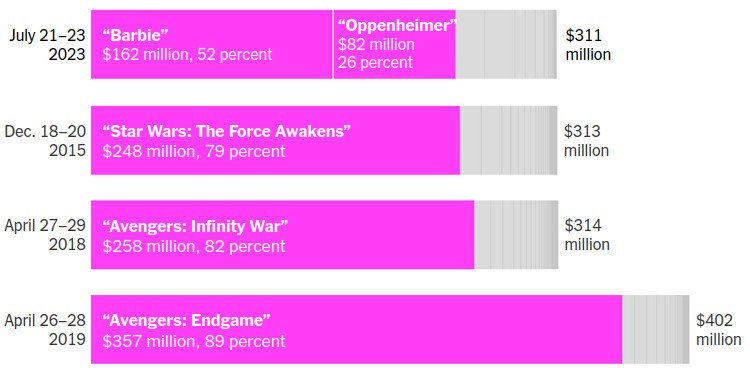 July 21–23
2023
“Barbie”
$162 million, 52 percent
“Oppenheimer”
$82 million
26 percent
$311
million
Dec. 18–20
2015
“Star Wars: The Force Awakens”
$248 million, 79 percent
$313
million
April 27–29
2018
“Avengers: Infinity War”
$258 million, 82 percent
$314
million
April 26–28
2019
“Avengers: Endgame”
$357 million, 89 percent
$402
million